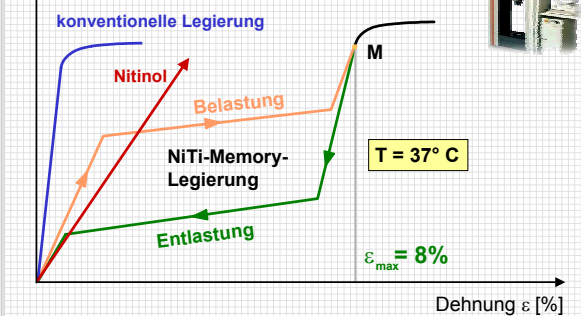 konventionelle Legierung
M
Nitinol
Belastung
NiTi-Memory-
Legierung
T = 37° C
Entlastung
εmax= 8%
Dehnung ε [%]